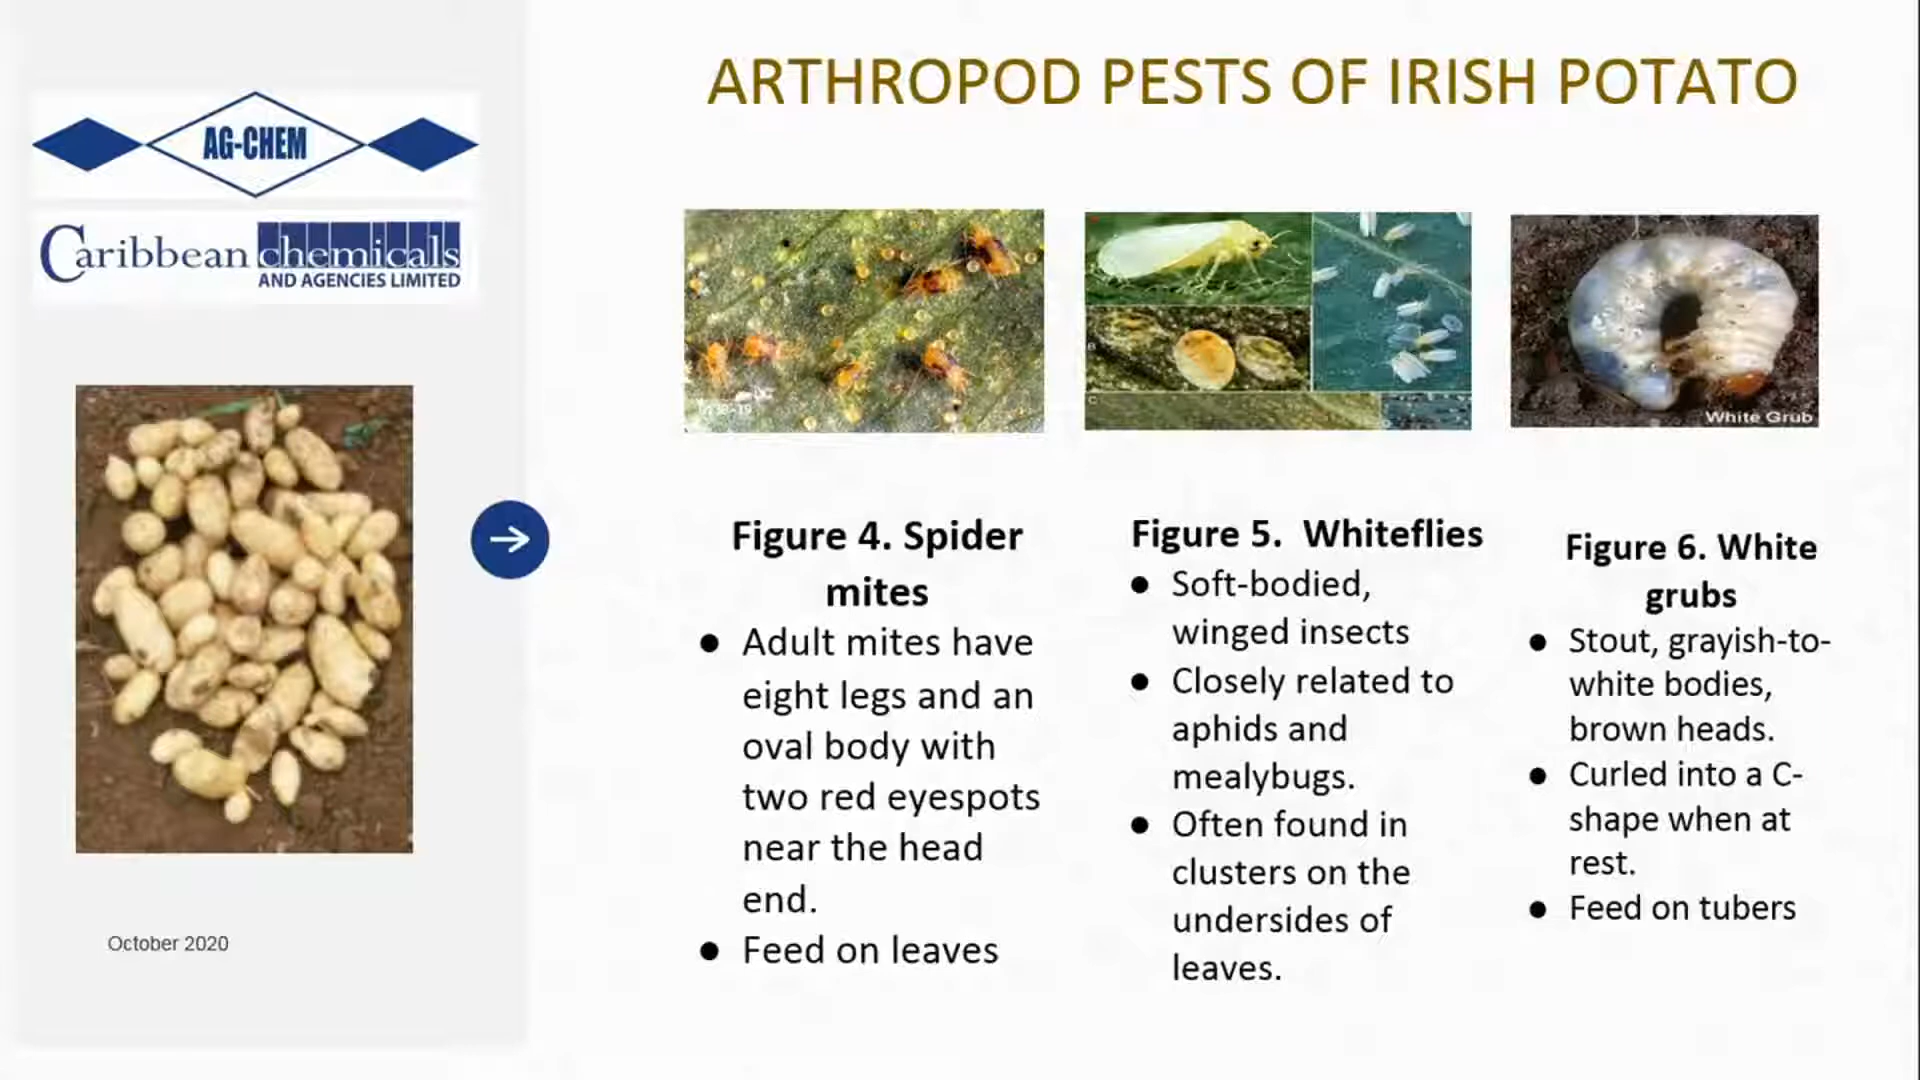 ARTHROPOD PESTS OF IRISH POTATO
AG-CHEM
Caribbean chemicals
AND AGENCIES LIMITED
October 2020
White Grub
Figure 4. Spider
mites
● Adult mites have
eight legs and an
oval body with
two red eyespots
near the head
end.
● Feed on leaves
Figure 5. Whiteflies
● Soft-bodied,
winged insects
● Closely related to
aphids and
mealybugs.
● Often found in
clusters on the
undersides of
leaves.
Figure 6. White
grubs
● Stout, grayish-to-
white bodies,
brown heads.
● Curled into a C-
shape when at
rest.
● Feed on tubers